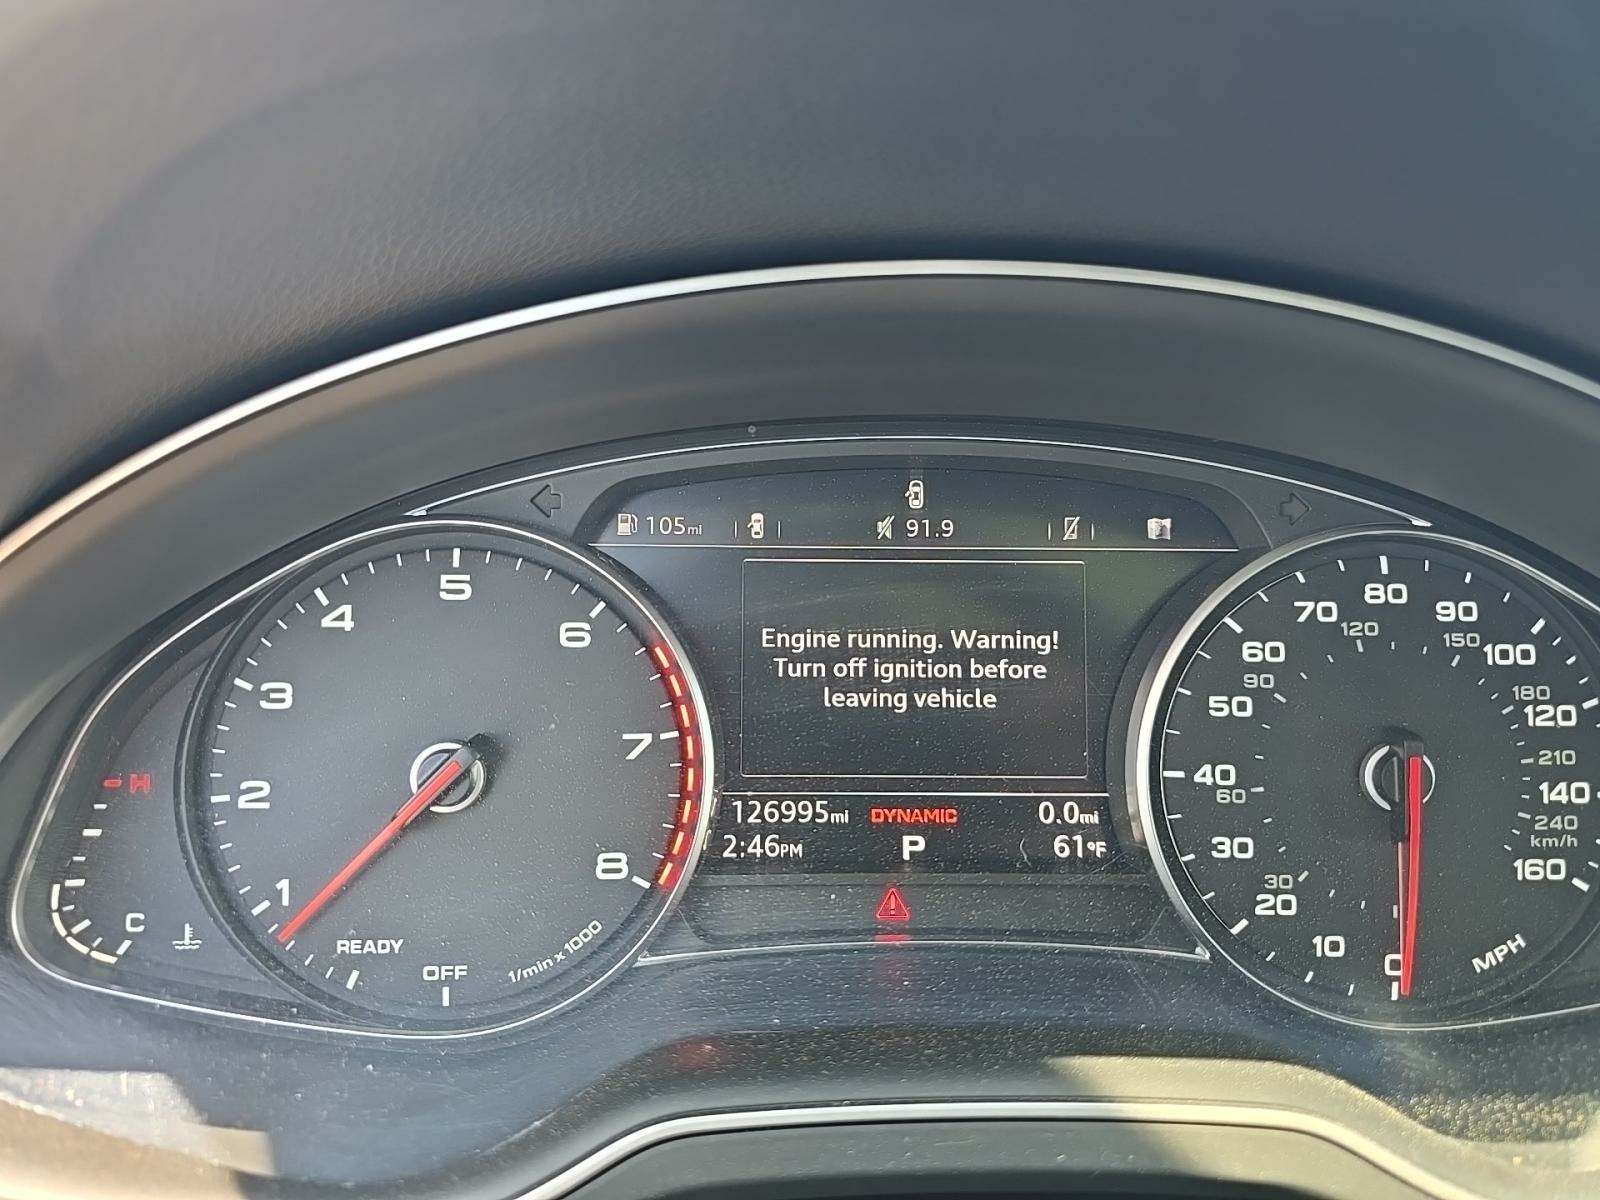 105mi
91.9
Engine running. Warning!
Turn off ignition before
leaving vehicle
126995mi DYNAMIC 0.0mi
2:46PM P 61°F
H
C
OFF
READY
1
2
3
4
5
6
7
8
1/min x 1000
0
10
20
30
40
50
60
70
80
90
100
120
140
160
MPH
30
60
90
120
150
180
210
240
km/h